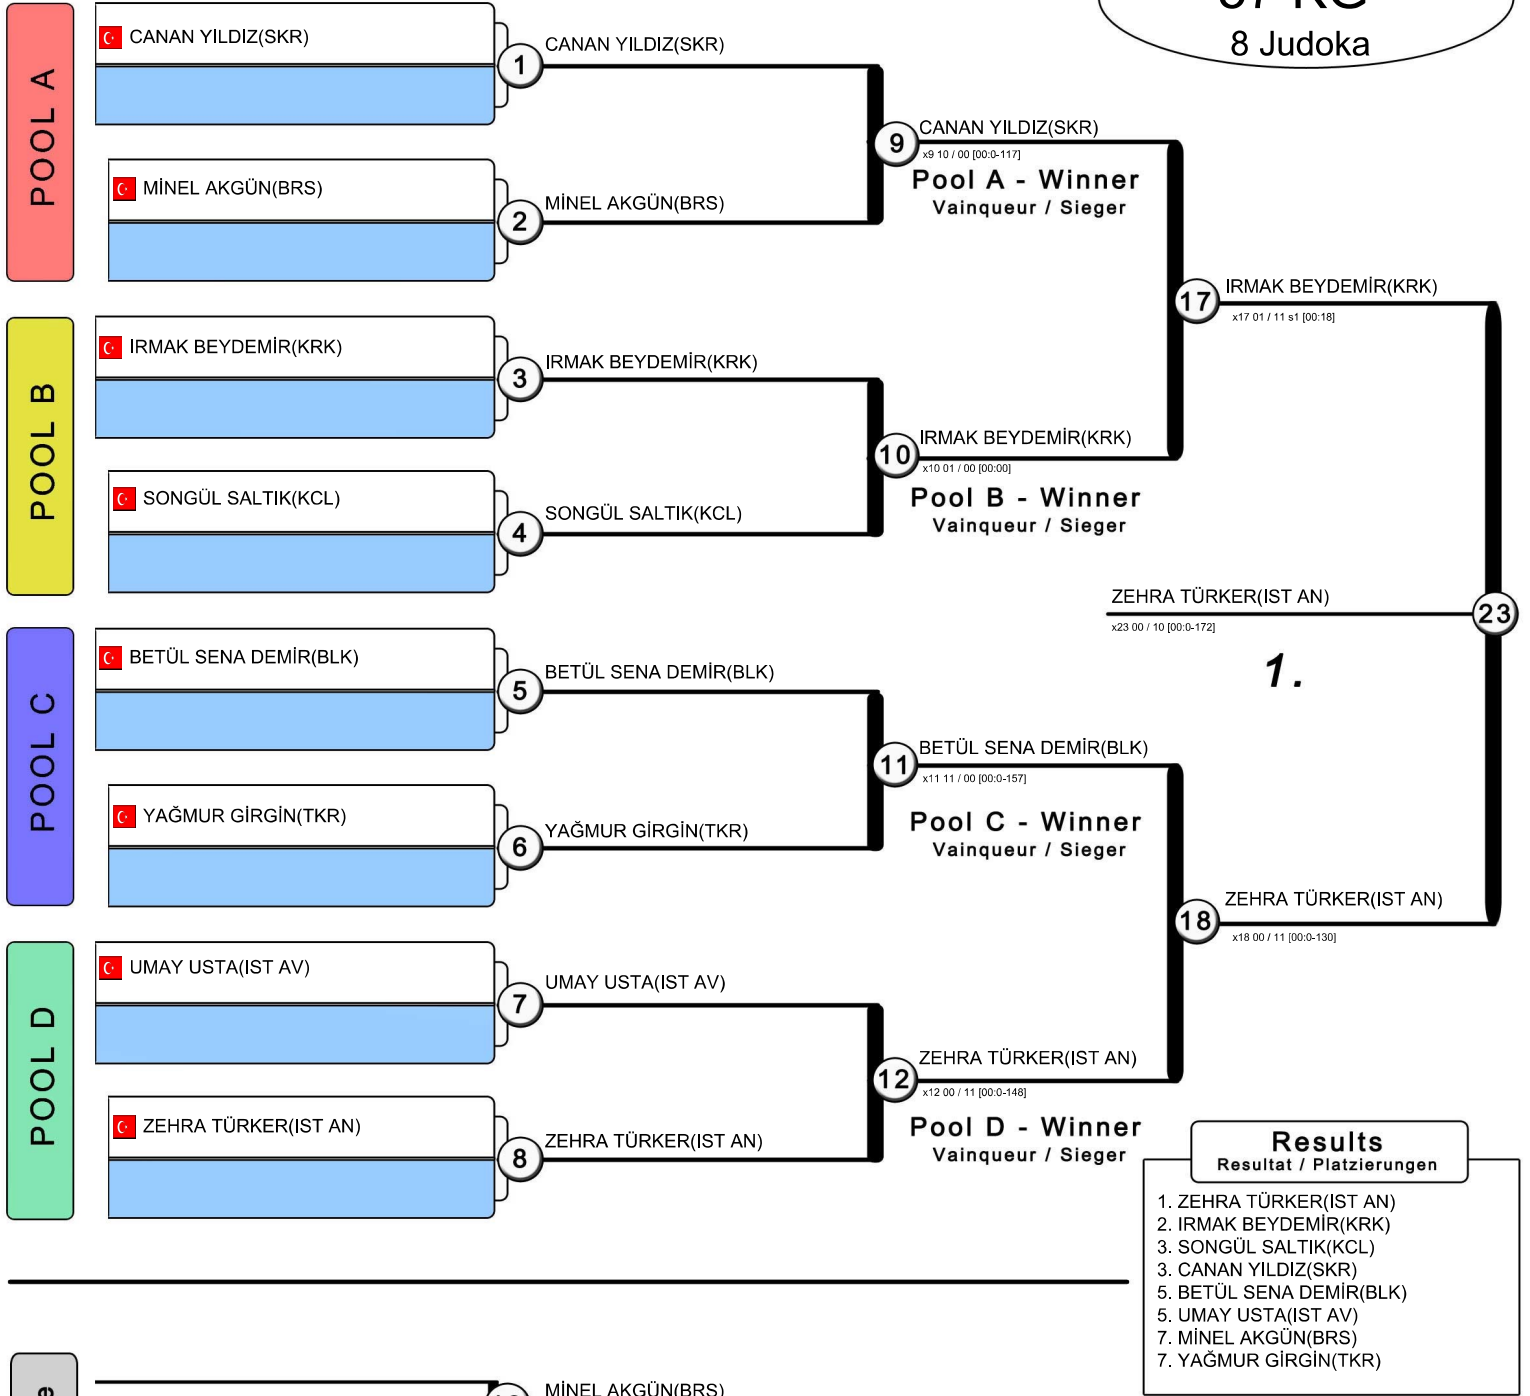 8 Judoka
POOL A
CANAN YILDIZ(SKR)
1
CANAN YILDIZ(SKR)
MİNEL AKGÜN(BRS)
2
MİNEL AKGÜN(BRS)
9
CANAN YILDIZ(SKR)
x9 10 / 00 [00:0-117]
Pool A - Winner
Vainqueur / Sieger
POOL B
IRMAK BEYDEMİR(KRK)
3
IRMAK BEYDEMİR(KRK)
SONGÜL SALTIK(KCL)
4
SONGÜL SALTIK(KCL)
10
IRMAK BEYDEMİR(KRK)
x10 01 / 00 [00:00]
Pool B - Winner
Vainqueur / Sieger
17
IRMAK BEYDEMİR(KRK)
x17 01 / 11 s1 [00:18]
ZEHRA TÜRKER(IST AN)
x23 00 / 10 [00:0-172]
23
1.
POOL C
BETÜL SENA DEMİR(BLK)
5
BETÜL SENA DEMİR(BLK)
YAĞMUR GİRGİN(TKR)
6
YAĞMUR GİRGİN(TKR)
11
BETÜL SENA DEMİR(BLK)
x11 11 / 00 [00:0-157]
Pool C - Winner
Vainqueur / Sieger
18
ZEHRA TÜRKER(IST AN)
x18 00 / 11 [00:0-130]
POOL D
UMAY USTA(IST AV)
7
UMAY USTA(IST AV)
ZEHRA TÜRKER(IST AN)
8
ZEHRA TÜRKER(IST AN)
12
ZEHRA TÜRKER(IST AN)
x12 00 / 11 [00:0-148]
Pool D - Winner
Vainqueur / Sieger
Results
Resultat / Platzierungen
1. ZEHRA TÜRKER(IST AN)
2. IRMAK BEYDEMİR(KRK)
3. SONGÜL SALTIK(KCL)
3. CANAN YILDIZ(SKR)
5. BETÜL SENA DEMİR(BLK)
5. UMAY USTA(IST AV)
7. MİNEL AKGÜN(BRS)
7. YAĞMUR GİRGİN(TKR)
MİNEL AKGÜN(BRS)